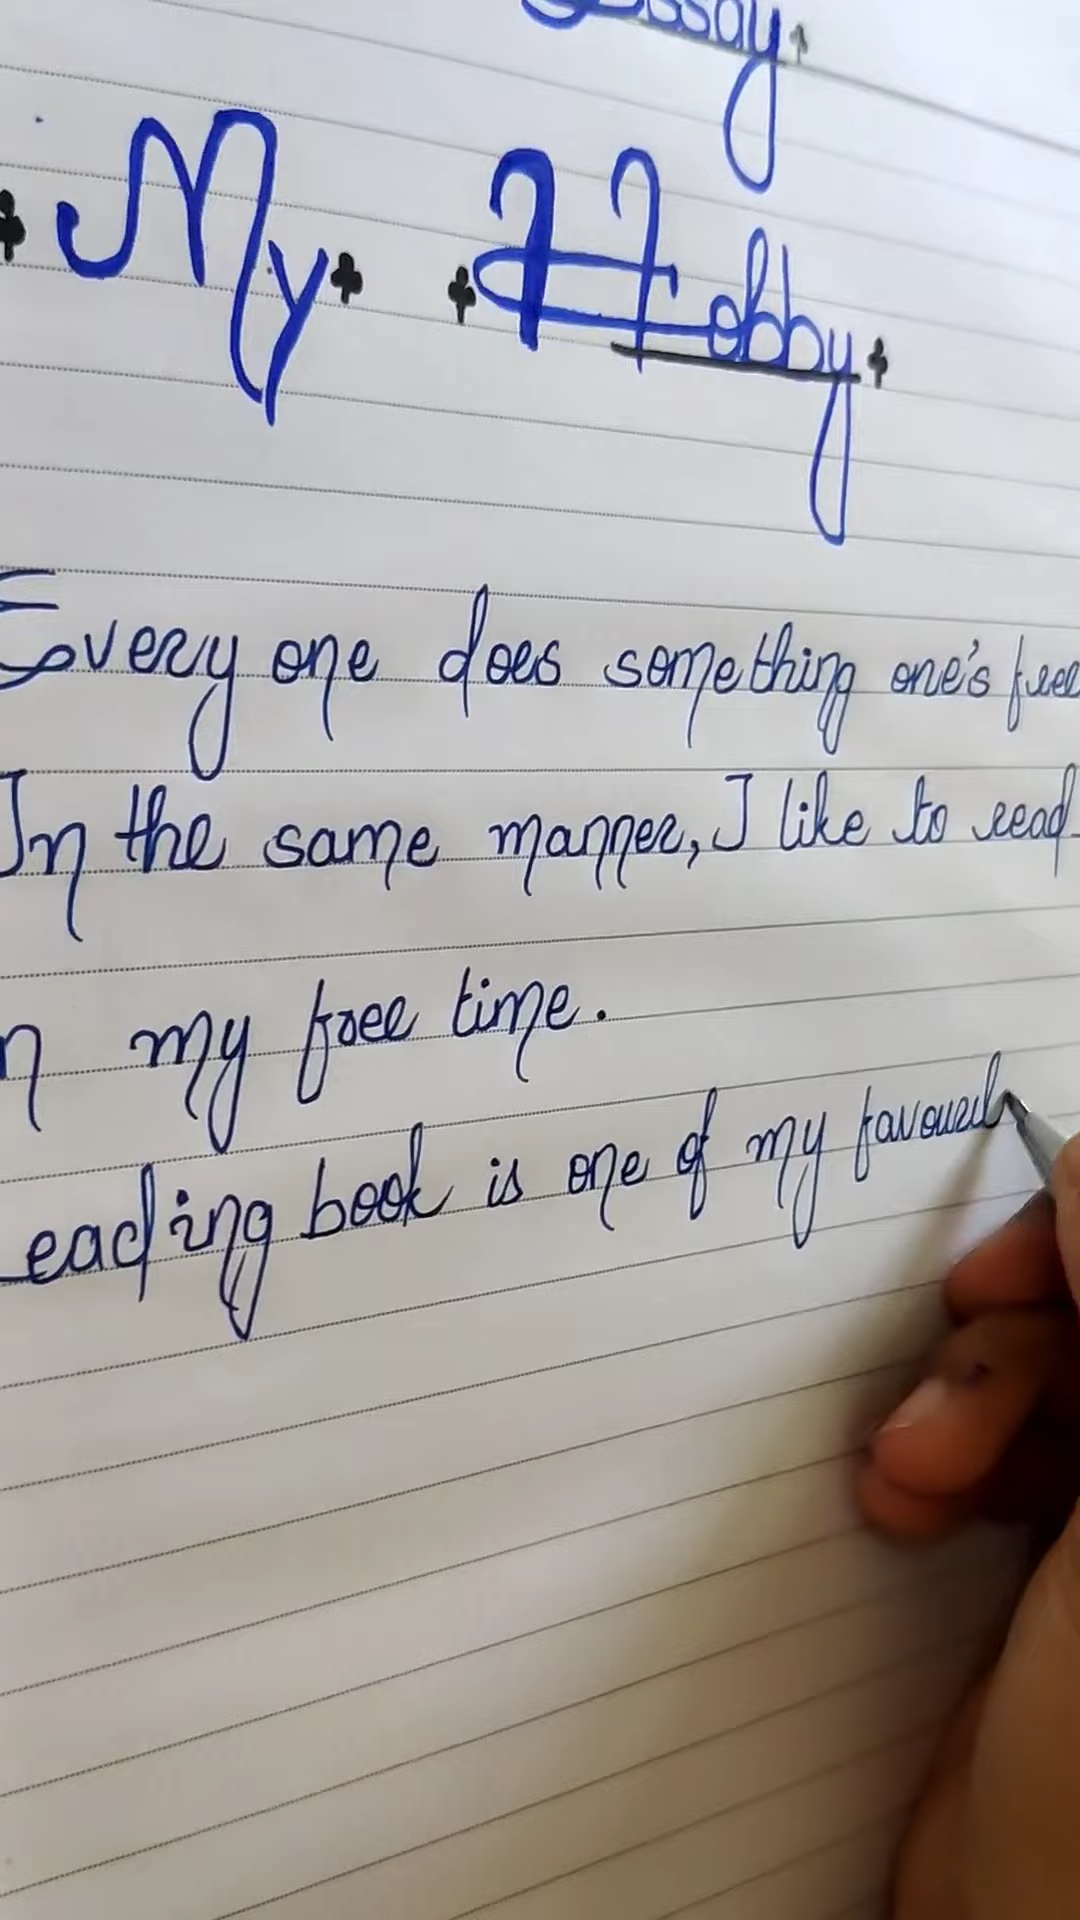 Essay
My Hobby
Every one does something one's free
In the same manner, I like to read
n my free time.
eading book is one of my